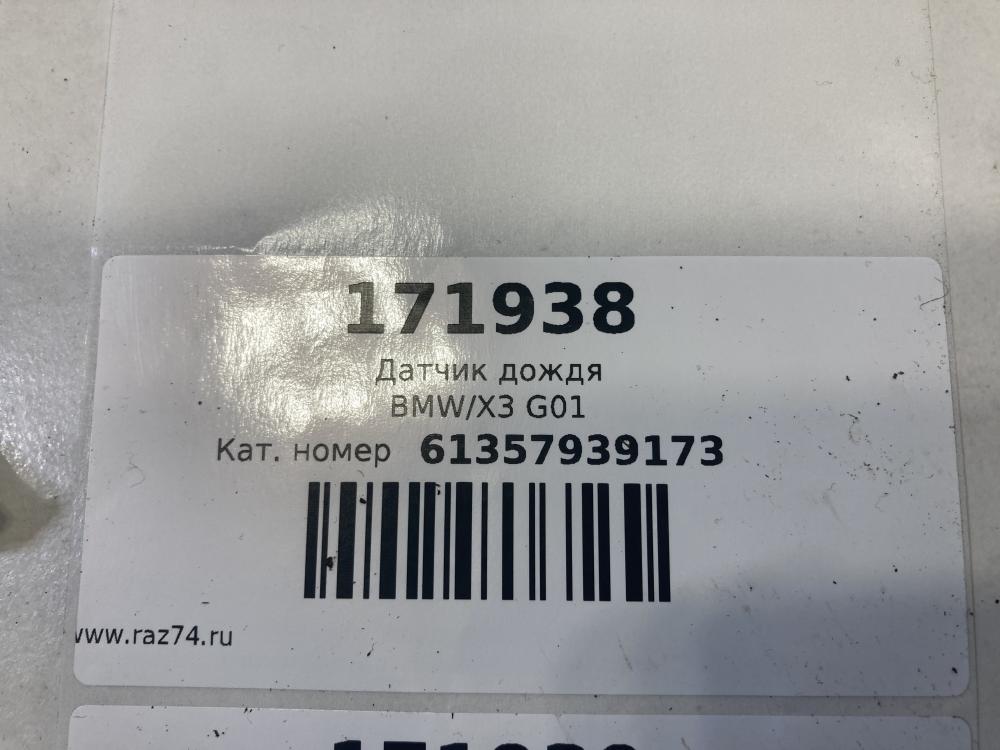 171938
Датчик дождя
BMW/X3 G01
Кат. номер 61357939173
www.raz74.ru